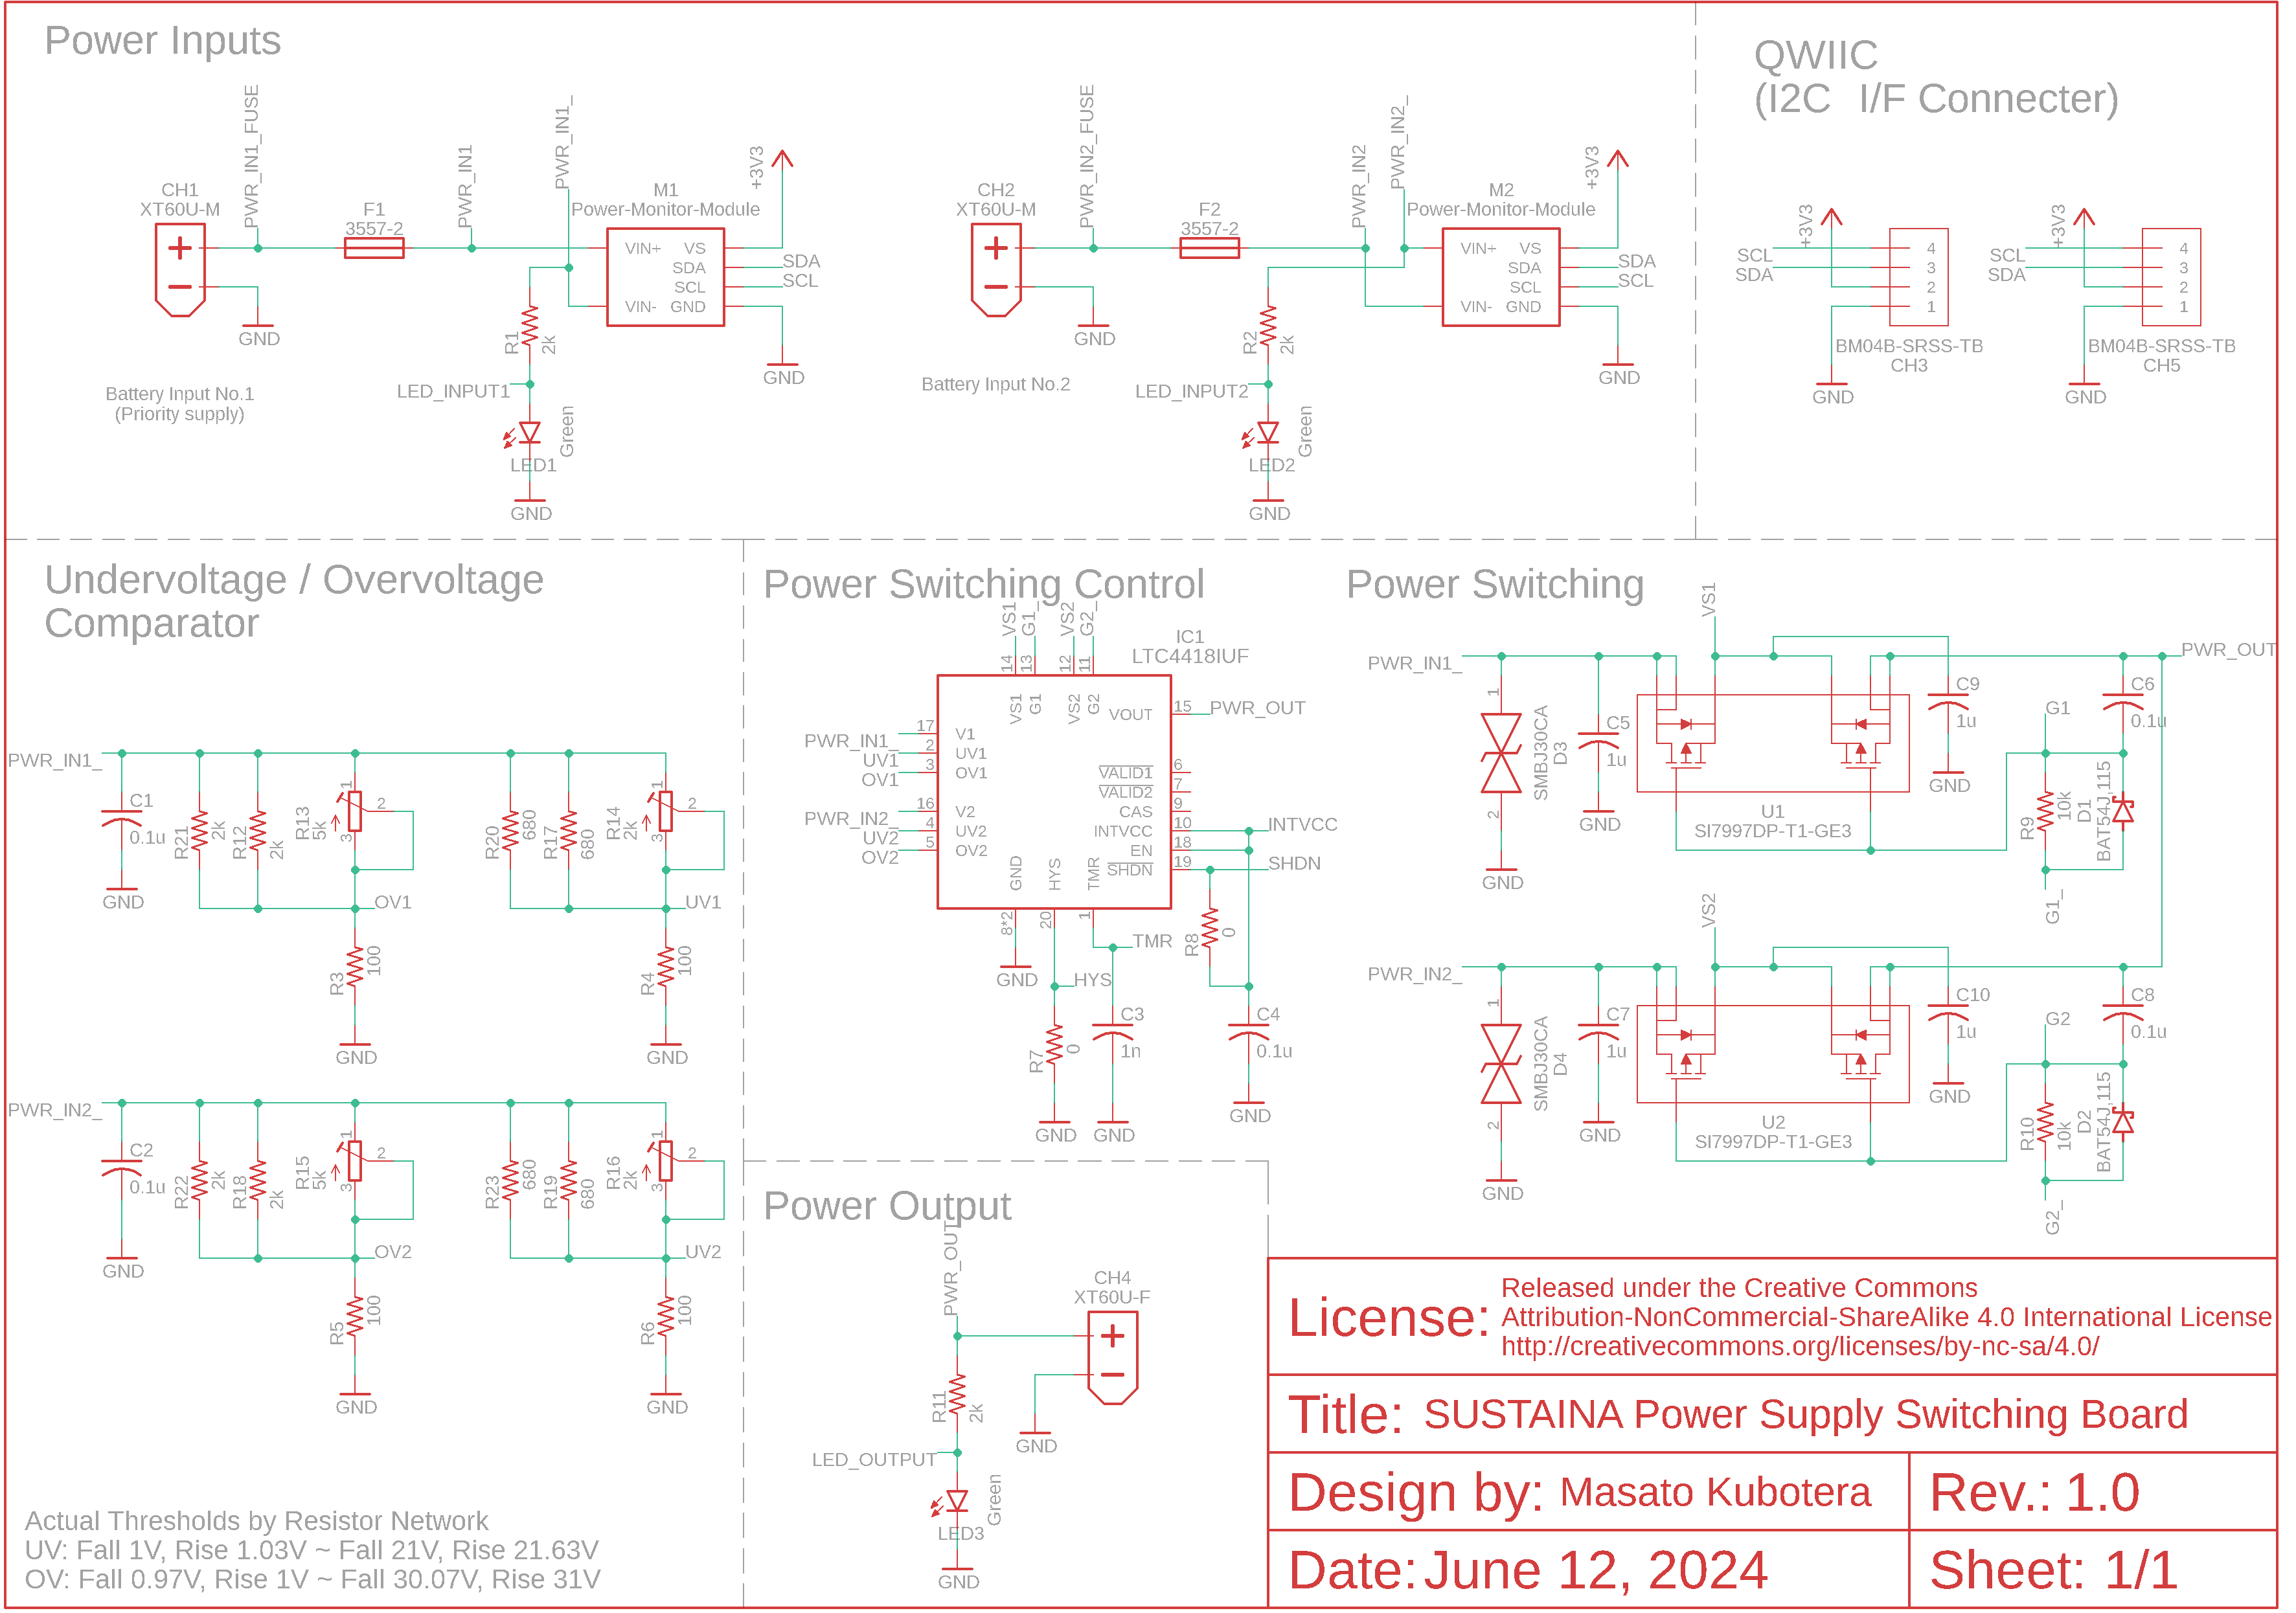 Power Inputs
PWR_IN1_FUSE
PWR_IN1
PWR_IN1_
+3V3
CH1
XT60U-M
F1
3557-2
M1
Power-Monitor-Module
VIN+ VS
SDA
SCL
VIN- GND
SDA
SCL
GND
R1
2k
GND
Battery Input No.1
(Priority supply)
LED_INPUT1
Green
LED1
GND
PWR_IN2_FUSE
PWR_IN2
PWR_IN2_
+3V3
CH2
XT60U-M
F2
3557-2
M2
Power-Monitor-Module
VIN+ VS
SDA
SCL
VIN- GND
SDA
SCL
GND
R2
2k
GND
Battery Input No.2
LED_INPUT2
Green
LED2
GND
QWIIC
(I2C I/F Connecter)
+3V3
SCL
SDA
4
3
2
1
BM04B-SRSS-TB
CH3
GND
+3V3
SCL
SDA
4
3
2
1
BM04B-SRSS-TB
CH5
GND
Undervoltage / Overvoltage
Comparator
PWR_IN1_
C1
0.1u
GND
R21
2k
R12
2k
R13
5k
1
2
3
OV1
R3
100
GND
R20
680
R17
680
R14
2k
1
2
3
UV1
R4
100
GND
PWR_IN2_
C2
0.1u
GND
R22
2k
R18
2k
R15
5k
1
2
3
OV2
R5
100
GND
R23
680
R19
680
R16
2k
1
2
3
UV2
R6
100
GND
Actual Thresholds by Resistor Network
UV: Fall 1V, Rise 1.03V ~ Fall 21V, Rise 21.63V
OV: Fall 0.97V, Rise 1V ~ Fall 30.07V, Rise 31V
Power Switching Control
VS1
G1_
VS2
G2_
14
13
12
11
IC1
LTC4418IUF
VS1
G1
VS2
G2
VOUT
15
PWR_OUT
PWR_IN1_
17
V1
UV1
2
UV1
OV1
3
OV1
PWR_IN2_
16
V2
UV2
4
UV2
OV2
5
OV2
VALID1
6
VALID2
7
CAS
9
INTVCC
10
INTVCC
EN
18
SHDN
19
SHDN
GND
HYS
TMR
8*2
20
1
GND
HYS
TMR
R8
0
R7
0
C3
1n
C4
0.1u
GND
GND
GND
Power Output
PWR_OUT
CH4
XT60U-F
R11
2k
GND
LED_OUTPUT
Green
LED3
GND
Power Switching
VS1
PWR_IN1_
1
2
SMBJ30CA
D3
GND
C5
1u
GND
U1
SI7997DP-T1-GE3
C9
1u
GND
G1
R9
10k
D1
BAT54J,115
G1_
C6
0.1u
PWR_OUT
VS2
PWR_IN2_
1
2
SMBJ30CA
D4
GND
C7
1u
GND
U2
SI7997DP-T1-GE3
C10
1u
GND
G2
R10
10k
D2
BAT54J,115
G2_
C8
0.1u
License:
Released under the Creative Commons
Attribution-NonCommercial-ShareAlike 4.0 International License
http://creativecommons.org/licenses/by-nc-sa/4.0/
Title: SUSTAINA Power Supply Switching Board
Design by: Masato Kubotera
Rev.: 1.0
Date: June 12, 2024
Sheet: 1/1